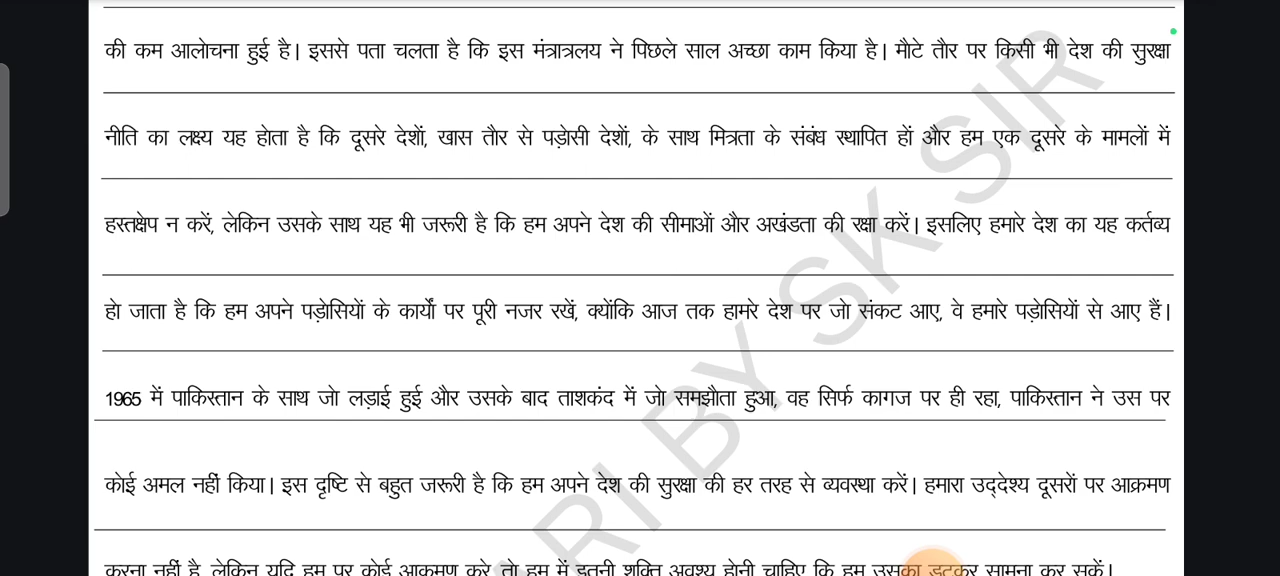 की कम आलोचना हुई है। इससे पता चलता है कि इस मंत्रात्रलय ने पिछले साल अच्छा काम किया है। मौटे तौर पर किसी भी देश की सुरक्षा
नीति का लक्ष्य यह होता है कि दूसरे देशों, खास तौर से पड़ोसी देशों, के साथ मित्रता के संबंध स्थापित हों और हम एक दूसरे के मामलों में
हस्तक्षेप न करें, लेकिन उसके साथ यह भी जरूरी है कि हम अपने देश की सीमाओं और अखंडता की रक्षा करें। इसलिए हमारे देश का यह कर्तव्य
हो जाता है कि हम अपने पड़ोसियों के कार्यों पर पूरी नजर रखें, क्योंकि आज तक हामरे देश पर जो संकट आए, वे हमारे पड़ोसियों से आए हैं।
1965 में पाकिस्तान के साथ जो लड़ाई हुई और उसके बाद ताशकंद में जो समझौता हुआ, वह सिर्फ कागज पर ही रहा, पाकिस्तान ने उस पर
कोई अमल नहीं किया। इस दृष्टि से बहुत जरूरी है कि हम अपने देश की सुरक्षा की हर तरह से व्यवस्था करें। हमारा उद्देश्य दूसरों पर आक्रमण
करना नहीं है, लेकिन यदि हम पर कोई आक्रमण करे, तो हम में इतनी शक्ति अवश्य होनी चाहिए कि हम उसका डटकर सामना कर सकें।
ARI BY SK SIR